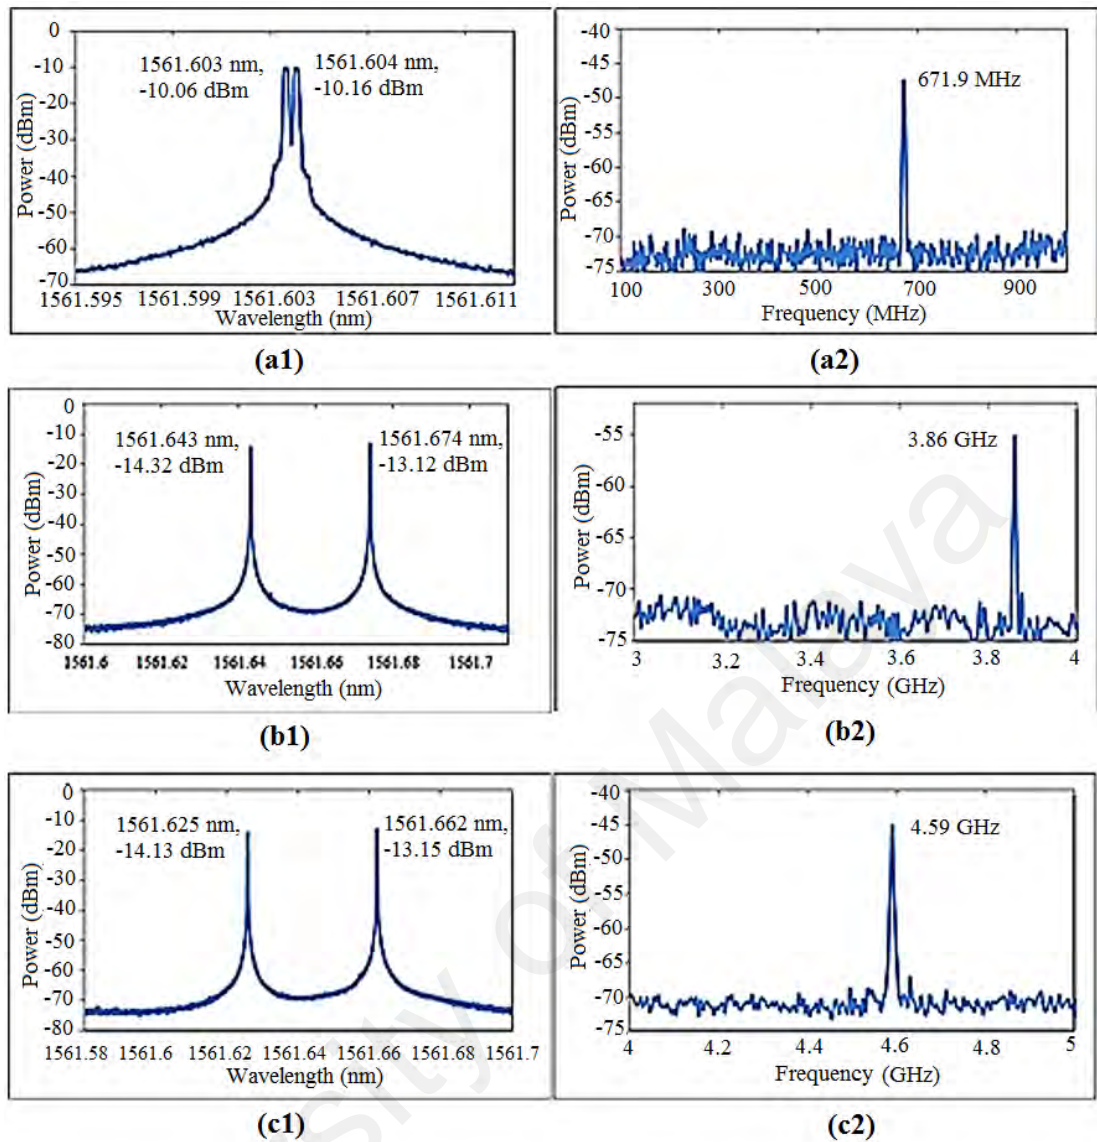 0
-10
-20
-30
-40
-50
-60
-70
Power (dBm)
1561.603 nm,
-10.06 dBm
1561.604 nm,
-10.16 dBm
1561.595 1561.599 1561.603 1561.607 1561.611
Wavelength (nm)
(a1)
-40
-45
-50
-55
-60
-65
-70
-75
Power (dBm)
671.9 MHz
100 300 500 700 900
Frequency (MHz)
(a2)
0
-10
-20
-30
-40
-50
-60
-70
-80
Power (dBm)
1561.643 nm,
-14.32 dBm
1561.674 nm,
-13.12 dBm
1561.6 1561.62 1561.64 1561.66 1561.68 1561.7
Wavelength (nm)
(b1)
-55
-60
-65
-70
-75
Power (dBm)
3.86 GHz
3 3.2 3.4 3.6 3.8 4
Frequency (GHz)
(b2)
0
-10
-20
-30
-40
-50
-60
-70
-80
Power (dBm)
1561.625 nm,
-14.13 dBm
1561.662 nm,
-13.15 dBm
1561.58 1561.6 1561.62 1561.64 1561.66 1561.68 1561.7
Wavelength (nm)
(c1)
-40
-45
-50
-55
-60
-65
-70
-75
Power (dBm)
4.59 GHz
4 4.2 4.4 4.6 4.8 5
Frequency (GHz)
(c2)
rsity of Malaya